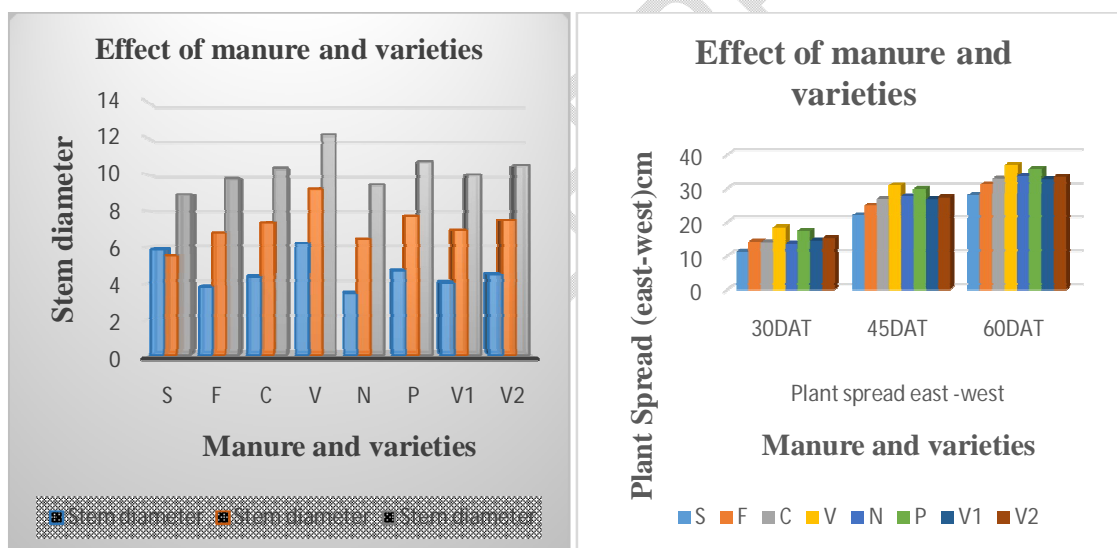 Effect of manure and varieties
Stem diameter
14
12
10
8
6
4
2
0
S F C V N P V1 V2
Manure and varieties
Stem diameter Stem diameter Stem diameter
Effect of manure and
varieties
Plant Spread (east-west)cm
40
30
20
10
0
30DAT 45DAT 60DAT
Plant spread east -west
Manure and varieties
S F C V N P V1 V2